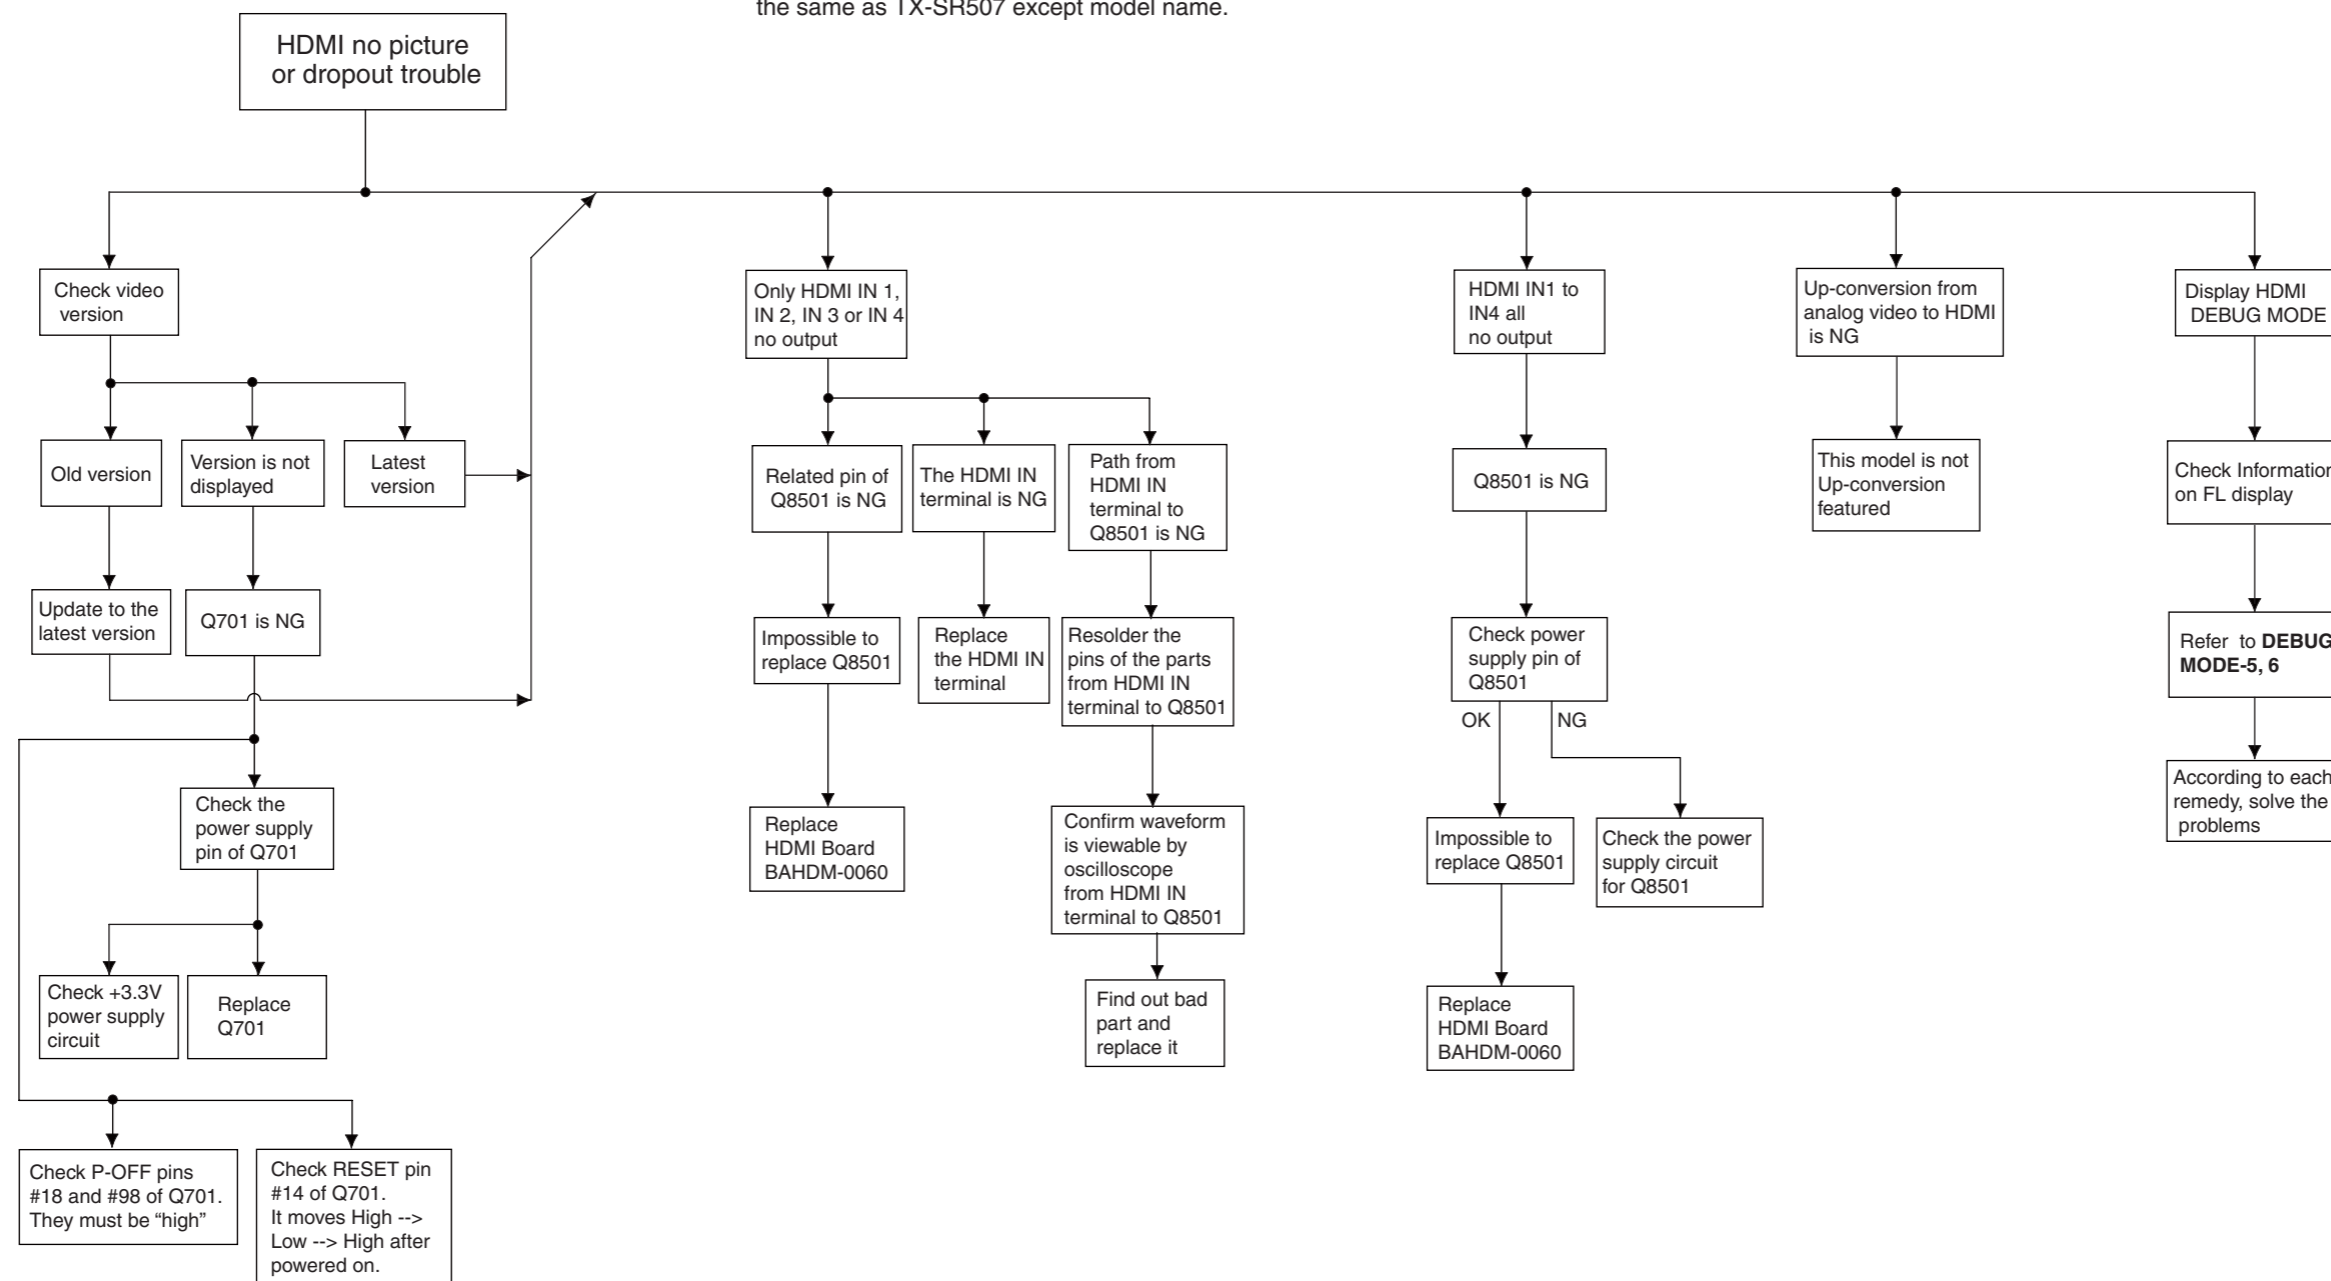 the same as TX-SR507 except model name.
HDMI no picture
or dropout trouble
Check video
version
Old version
Version is not
displayed
Latest
version
Update to the
latest version
Q701 is NG
Check the
power supply
pin of Q701
Check +3.3V
power supply
circuit
Replace
Q701
Check P-OFF pins
#18 and #98 of Q701.
They must be “high”
Check RESET pin
#14 of Q701.
It moves High -->
Low --> High after
powered on.
Only HDMI IN 1,
IN 2, IN 3 or IN 4
no output
Related pin of
Q8501 is NG
The HDMI IN
terminal is NG
Path from
HDMI IN
terminal to
Q8501 is NG
Impossible to
replace Q8501
Replace
the HDMI IN
terminal
Resolder the
pins of the parts
from HDMI IN
terminal to Q8501
Replace
HDMI Board
BAHDM-0060
Confirm waveform
is viewable by
oscilloscope
from HDMI IN
terminal to Q8501
Find out bad
part and
replace it
HDMI IN1 to
IN4 all
no output
Q8501 is NG
Check power
supply pin of
Q8501
OK
NG
Impossible to
replace Q8501
Check the power
supply circuit
for Q8501
Replace
HDMI Board
BAHDM-0060
Up-conversion from
analog video to HDMI
is NG
This model is not
Up-conversion
featured
Display HDMI
DEBUG MODE
Check Information
on FL display
Refer to DEBUG
MODE-5, 6
According to each
remedy, solve the
problems